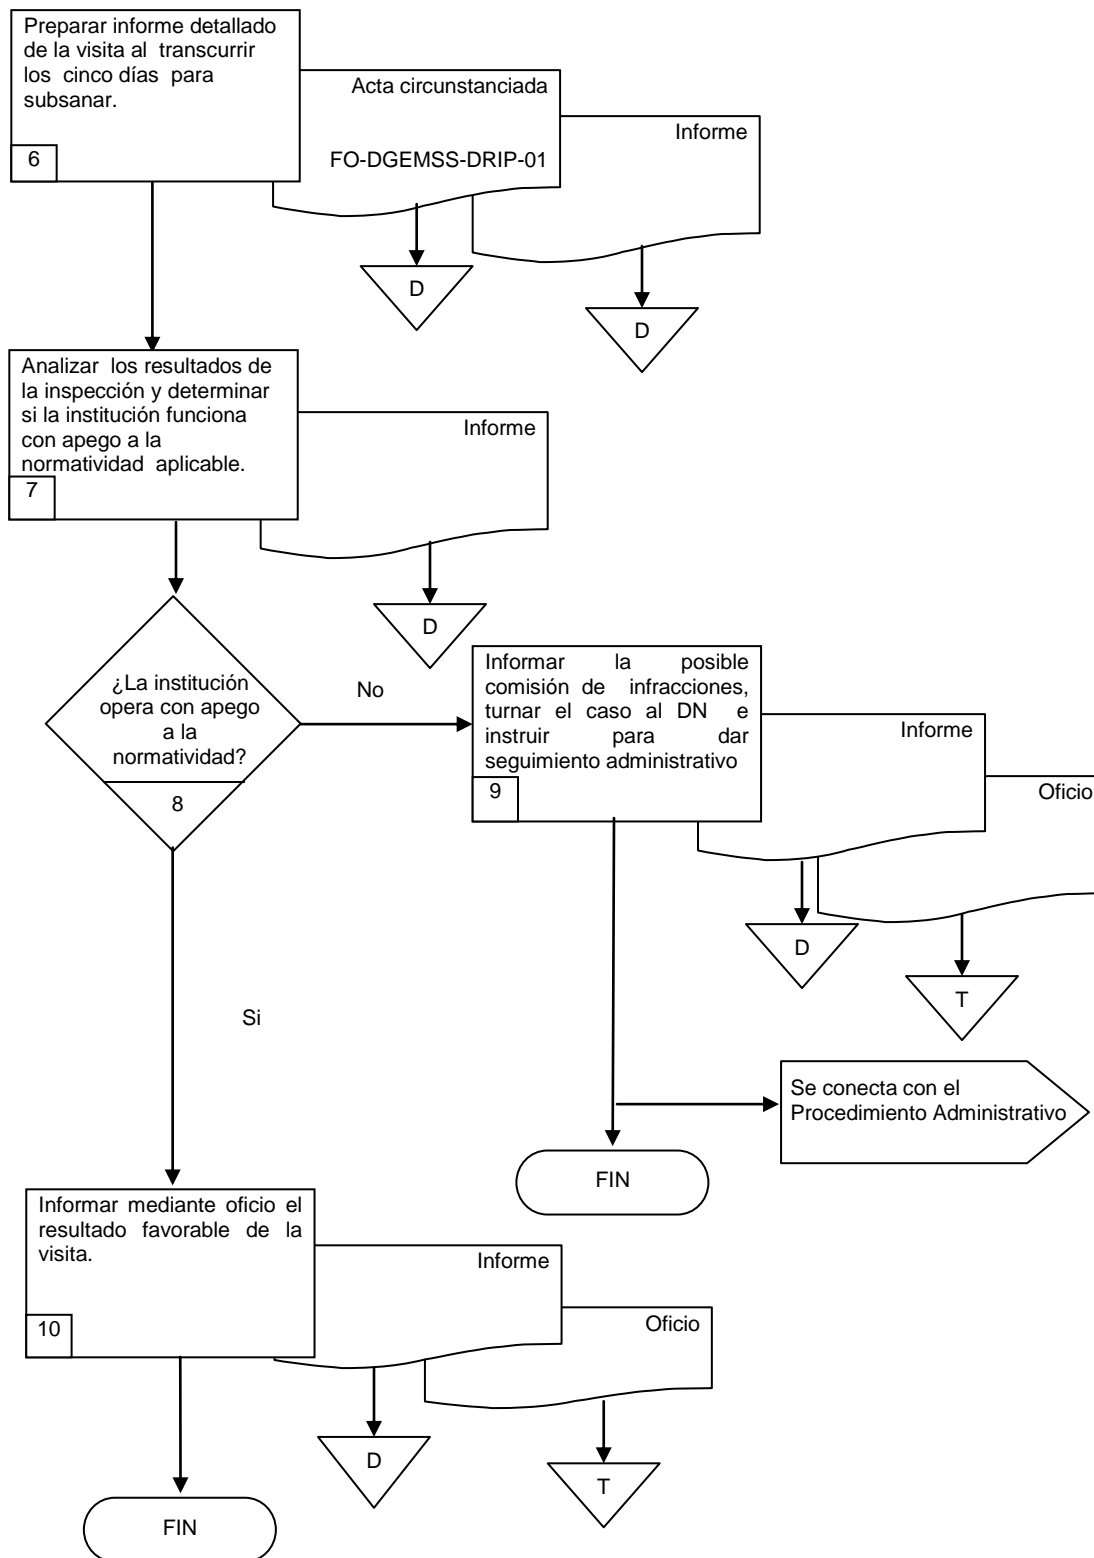 Preparar informe detallado
de la visita al transcurrir
los cinco días para
subsanar.
6
Acta circunstanciada
FO-DGEMSS-DRIP-01
Informe
D
D
Analizar los resultados de
la inspección y determinar
si la institución funciona
con apego a la
normatividad aplicable.
7
Informe
D
¿La institución
opera con apego
a la
normatividad?
8
No
Informar la posible
comisión de infracciones,
turnar el caso al DN e
instruir para dar
seguimiento administrativo
9
Informe
Oficio
D
T
Si
Se conecta con el
Procedimiento Administrativo
FIN
Informar mediante oficio el
resultado favorable de la
visita.
10
Informe
Oficio
D
T
FIN